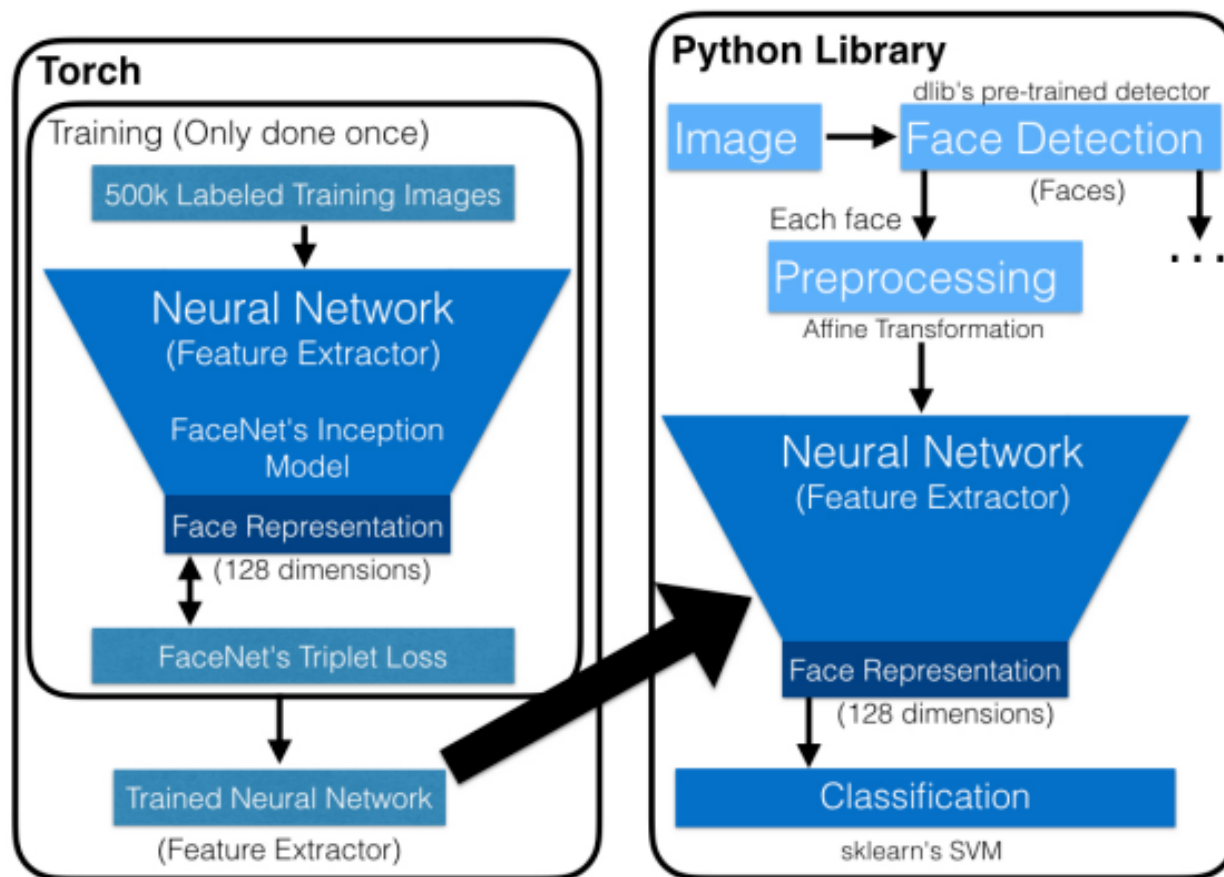 Torch
Training (Only done once)
500k Labeled Training Images
Neural Network
(Feature Extractor)
FaceNet's Inception
Model
Face Representation
(128 dimensions)
FaceNet's Triplet Loss
Trained Neural Network
(Feature Extractor)
Python Library
dlib's pre-trained detector
Image
Face Detection
(Faces)
Each face
...
Preprocessing
Affine Transformation
Neural Network
(Feature Extractor)
Face Representation
(128 dimensions)
Classification
sklearn's SVM